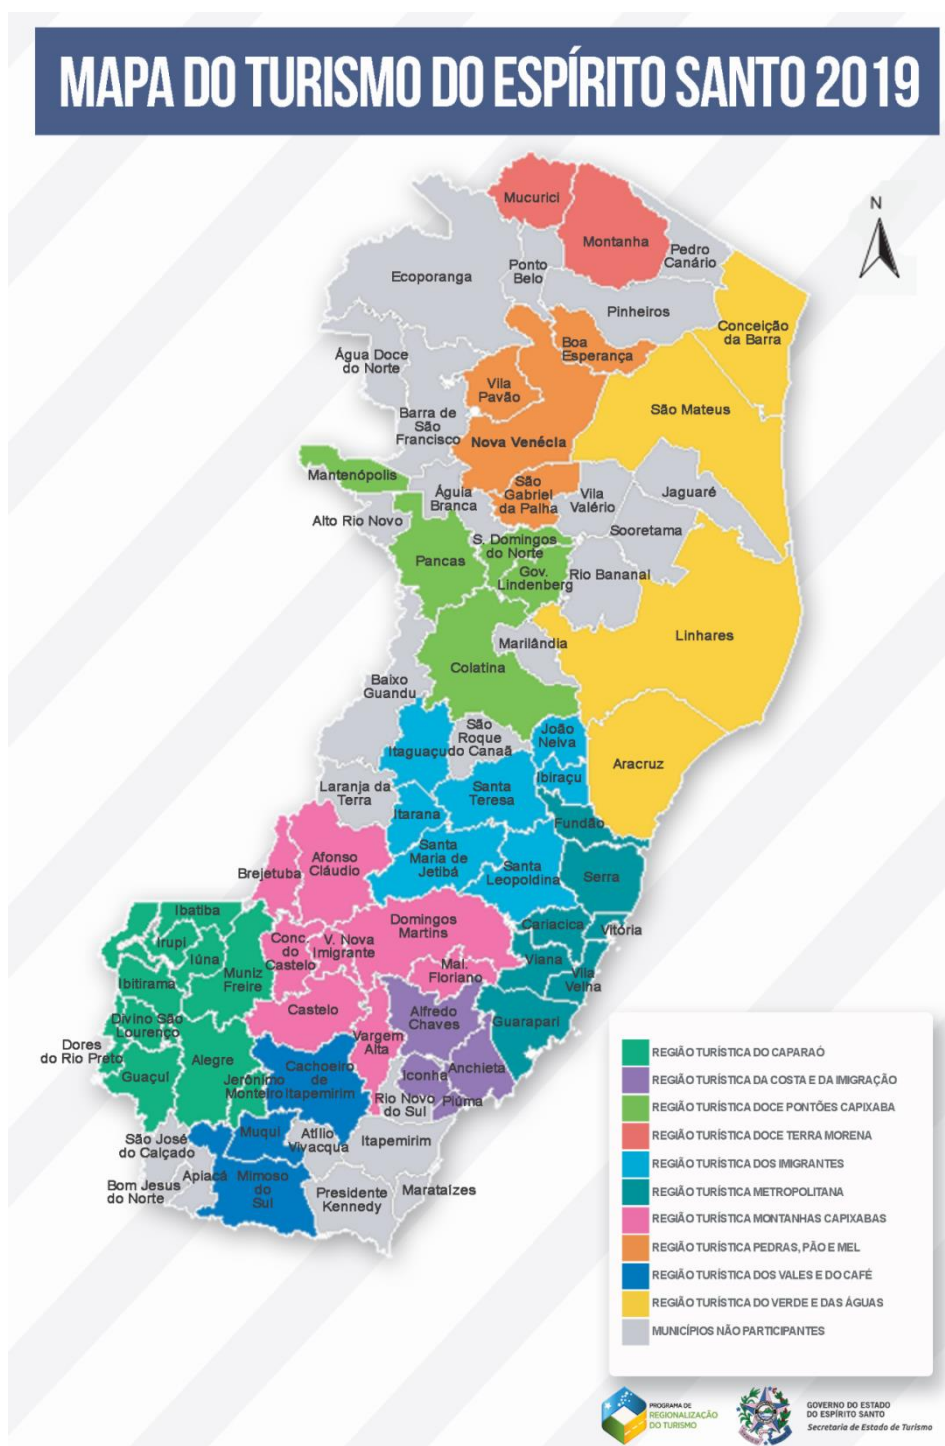 MAPA DO TURISMO DO ESPÍRITO SANTO 2019
N
Mucurici
Montanha
Pedro
Canário
Ecoporanga
Ponto
Belo
Pinheiros
Conceição
da Barra
Boa
Esperança
Água Doce
do Norte
Vila
Pavão
Barra de
São
Francisco
São Mateus
Nova Venécia
Mantenópolis
Águia
Branca
São
Gabriel
da Palha
Vila
Valério
Jaguaré
Alto Rio Novo
Sooretama
S. Domingos
do Norte
Pancas
Gov.
Lindenberg
Rio Bananal
Linhares
Marilândia
Colatina
Baixo
Guandu
São
Roque
do Canaã
João
Neiva
Itaguaçu
Aracruz
Ibiraçu
Laranja da
Terra
Santa
Teresa
Itarana
Fundão
Afonso
Cláudio
Santa
Maria de
Jetibá
Brejetuba
Santa
Leopoldina
Serra
Ibatiba
Domingos
Martins
Cariacica
Vitória
Irupi
Conc.
do
Castelo
V. Nova
Imigrante
Iúna
Viana
Mal.
Floriano
Muniz
Freire
Ibitirama
Vila
Velha
Castelo
Alfredo
Chaves
Guarapari
Divino São
Lourenço
Vargem
Alta
Dores
do Rio Preto
Alegre
Guaçuí
Cachoeiro
de
Itapemirim
Anchieta
Iconha
Jerônimo
Monteiro
Rio Novo
do Sul
Piúma
São José
do Calçado
Muqui
Atílio
Vivacqua
Itapemirim
Apiacá
Bom Jesus
do Norte
Mimoso
do
Sul
Presidente
Kennedy
Marataízes
REGIÃO TURÍSTICA DO CAPARAÓ
REGIÃO TURÍSTICA DA COSTA E DA IMIGRAÇÃO
REGIÃO TURÍSTICA DOCE PONTÕES CAPIXABA
REGIÃO TURÍSTICA DOCE TERRA MORENA
REGIÃO TURÍSTICA DOS IMIGRANTES
REGIÃO TURÍSTICA METROPOLITANA
REGIÃO TURÍSTICA MONTANHAS CAPIXABAS
REGIÃO TURÍSTICA PEDRAS, PÃO E MEL
REGIÃO TURÍSTICA DOS VALES E DO CAFÉ
REGIÃO TURÍSTICA DO VERDE E DAS ÁGUAS
MUNICÍPIOS NÃO PARTICIPANTES
PROGRAMA DE
REGIONALIZAÇÃO
DO TURISMO
GOVERNO DO ESTADO
DO ESPÍRITO SANTO
Secretaria de Estado de Turismo